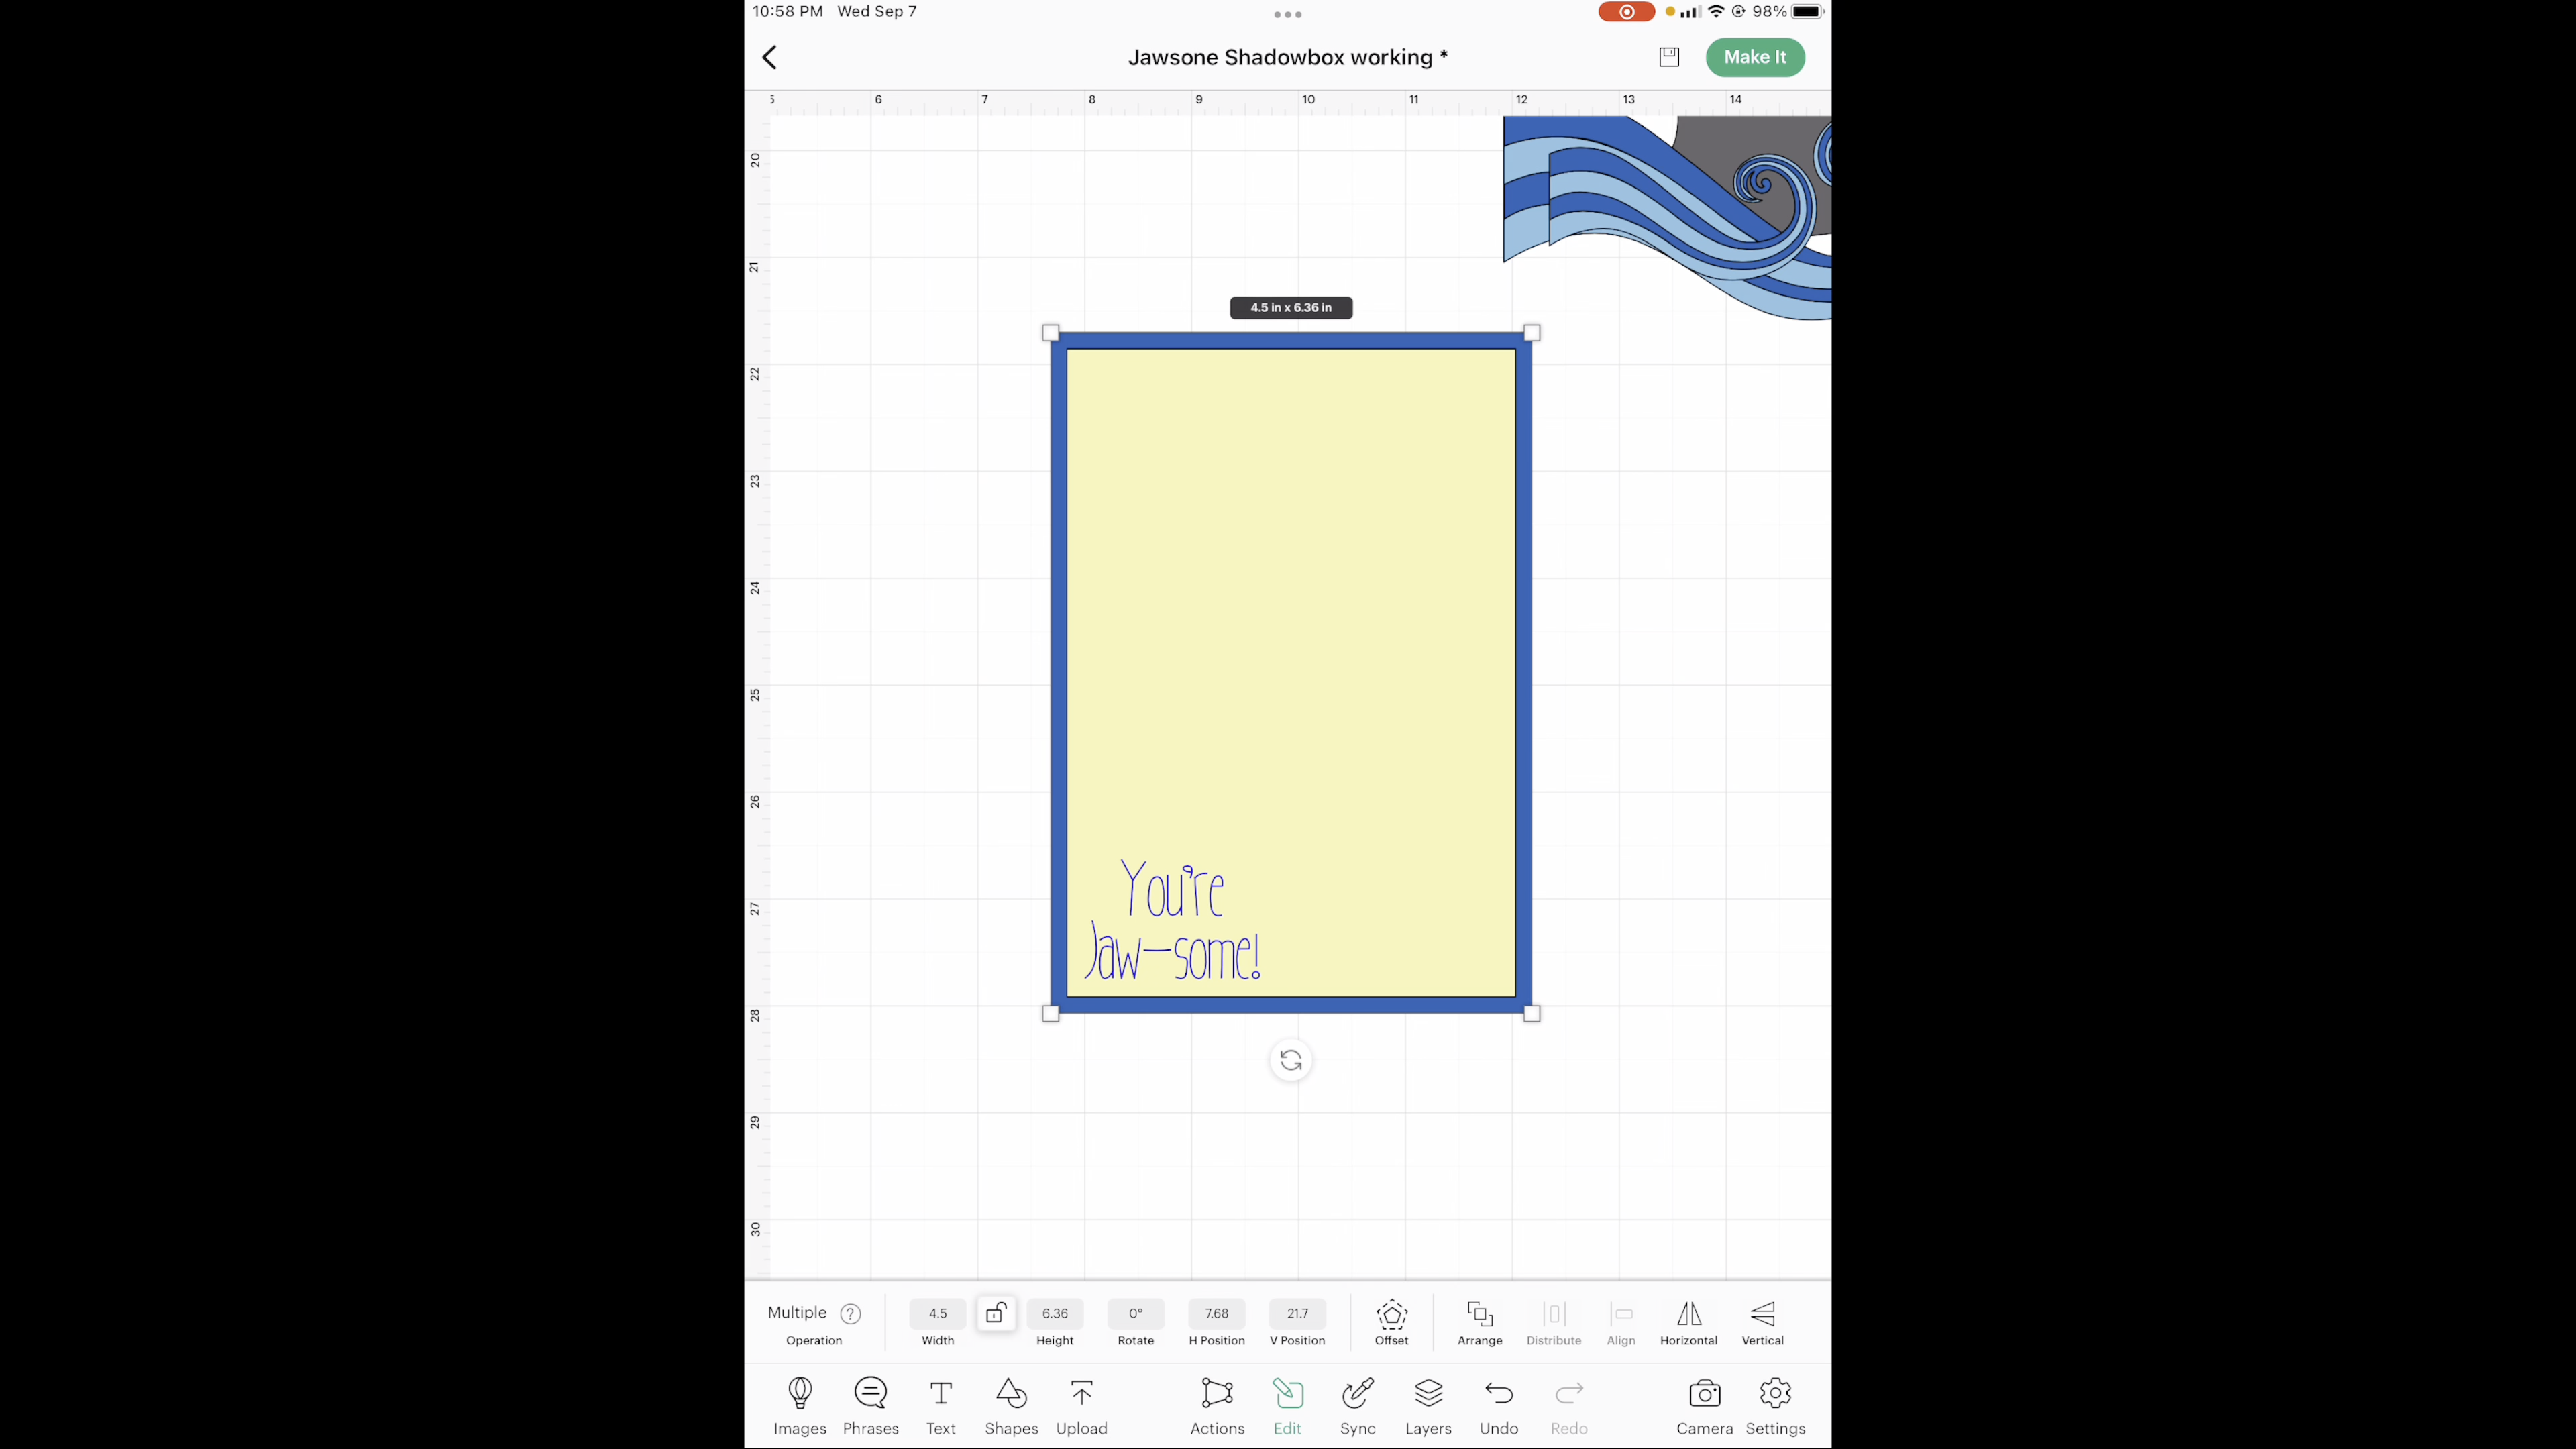 10:58 PM Wed Sep 7 98%
Jawsone Shadowbox working * Make It
5 6 7 8 9 10 11 12 13 14
20
21
4.5 in x 6.36 in
22
23
24
25
26
You're
27
Jaw-some!
28
29
30
Multiple ? 4.5 6.36 0° 7.68 21.7
Operation Width Height Rotate H Position V Position Offset Arrange Distribute Align Horizontal Vertical
Images Phrases Text Shapes Upload Actions Edit Sync Layers Undo Redo Camera Settings